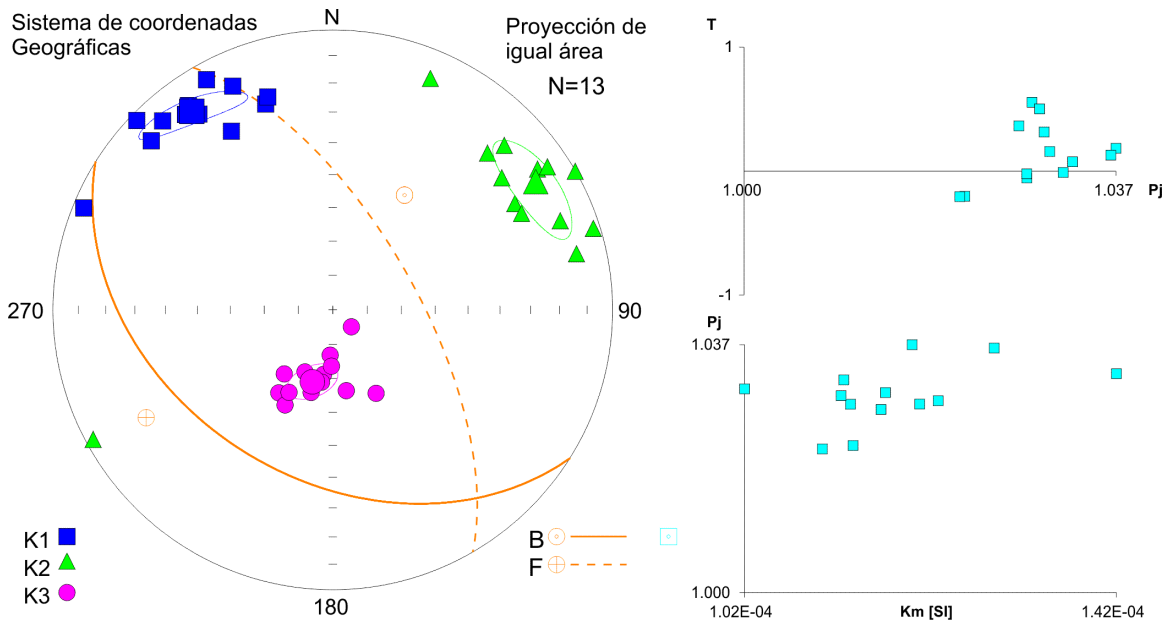 Sistema de coordenadas
Geográficas
N
Proyección de
igual área
N=13
270
90
180
K1
K2
K3
B
F
T
1
1.000
1.037
Pj
-1
Pj
1.037
1.000
1.02E-04
Km [SI]
1.42E-04